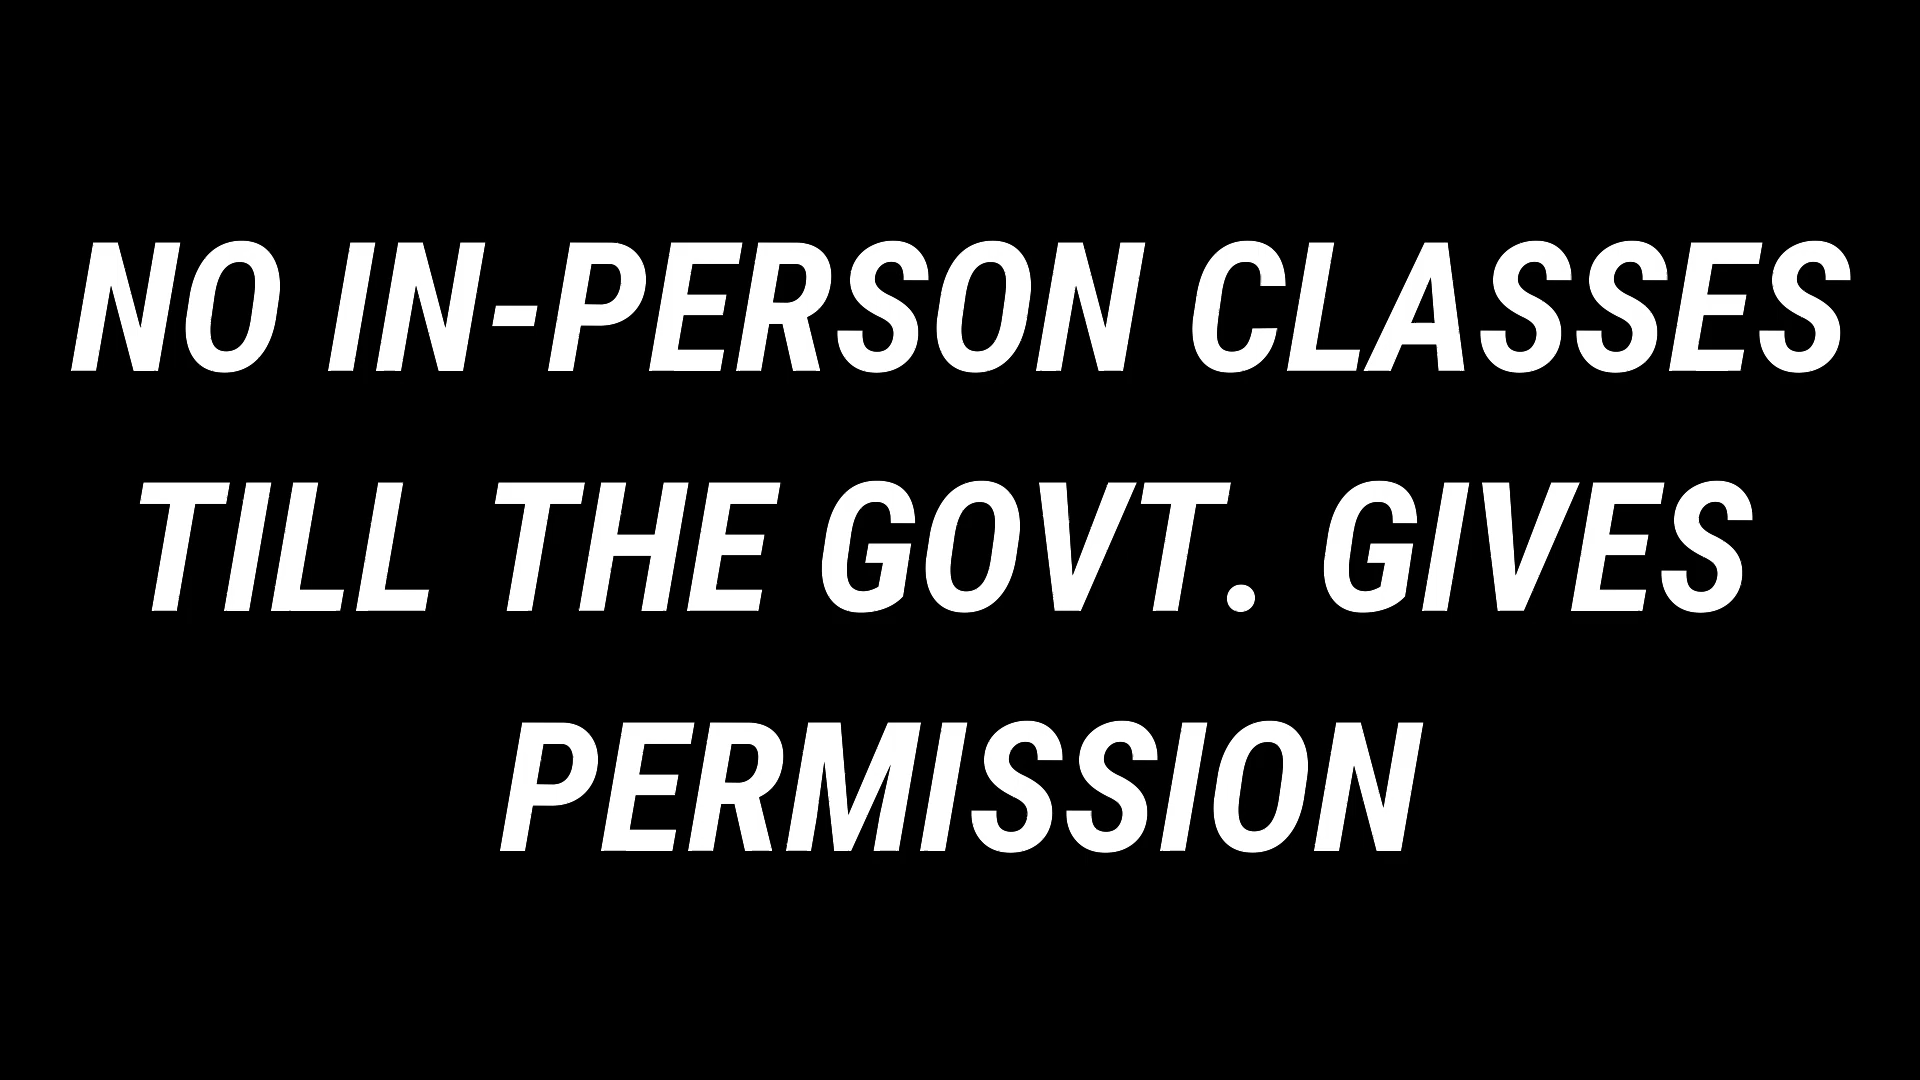 NO IN-PERSON CLASSES
TILL THE GOVT. GIVES
PERMISSION